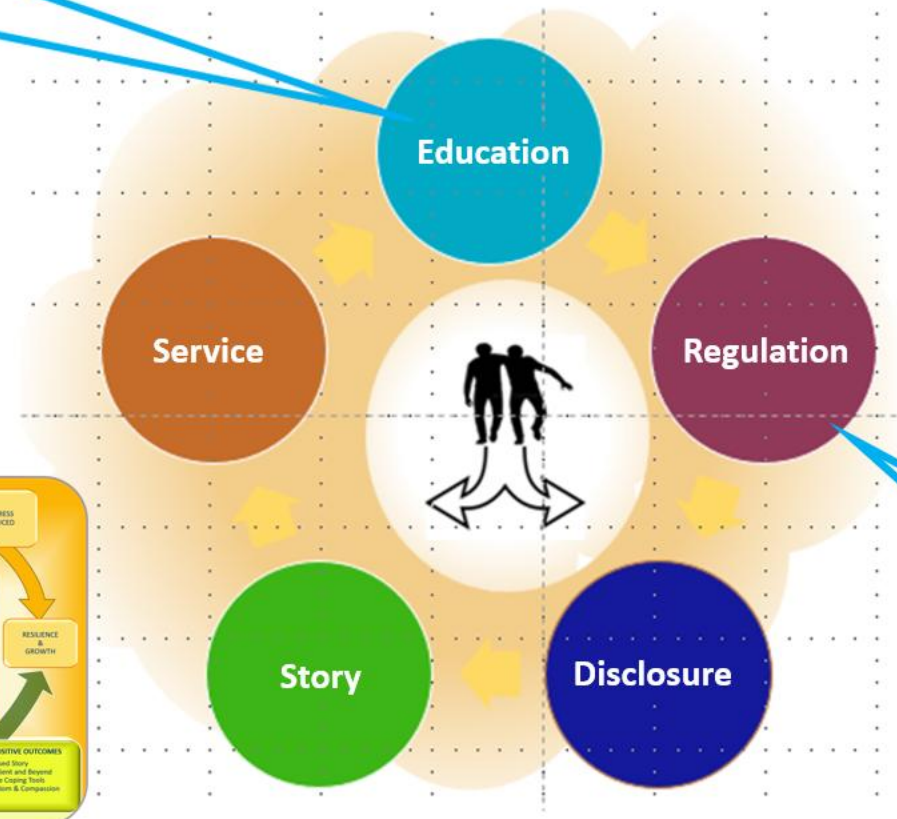 Education
Service
Regulation
Story
Disclosure
RESILIENCE
&
GROWTH